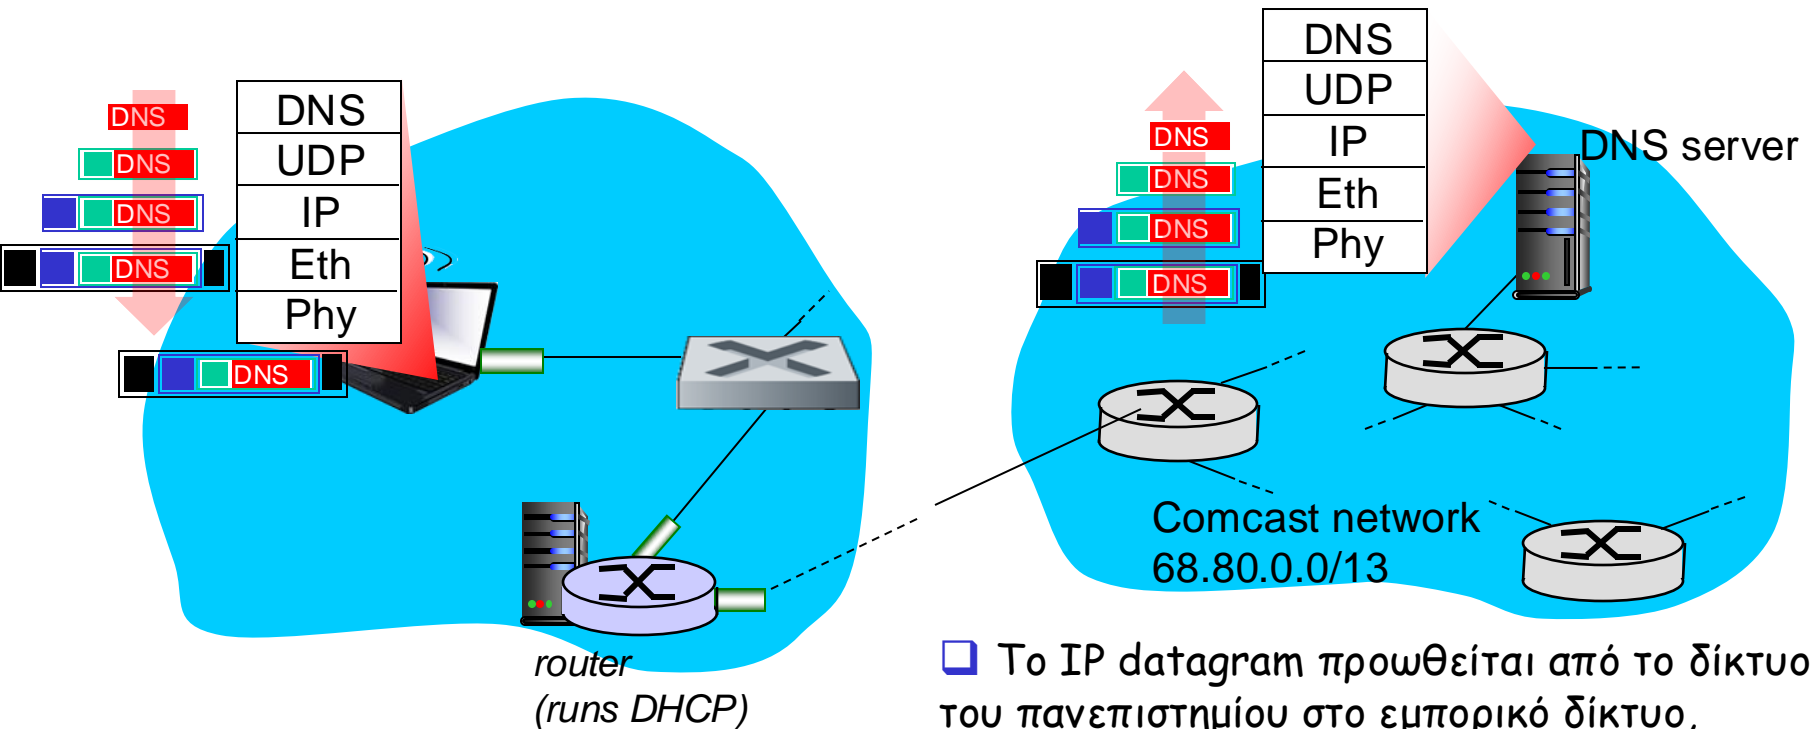 DNS
DNS
DNS
DNS
DNS
DNS
UDP
IP
Eth
Phy
router
(runs DHCP)
DNS
DNS
DNS
DNS
DNS
UDP
IP
Eth
Phy
DNS server
Comcast network
68.80.0.0/13
Το IP datagram προωθείται από το δίκτυο
του πανεπιστημίου στο εμπορικό δίκτυο,